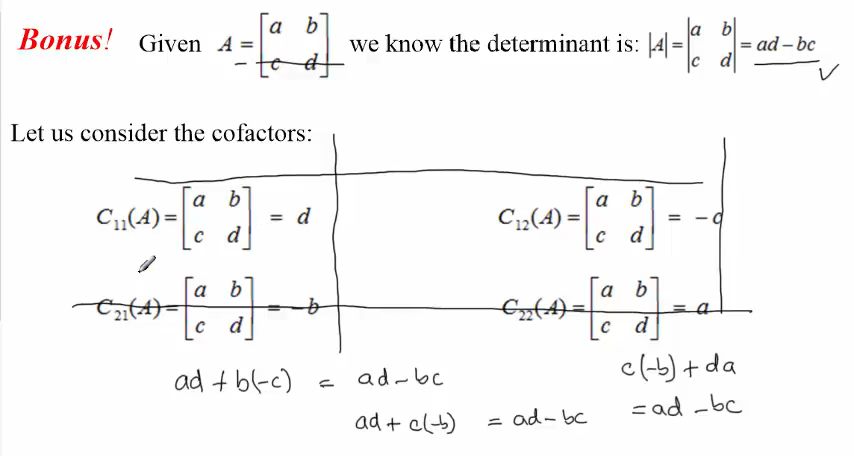 Bonus! Given A = [a b; c d] we know the determinant is: |A| = |a b; c d| = ad – bc
Let us consider the cofactors:
C₁₁(A) = [a b; c d] = d    C₁₂(A) = [a b; c d] = –c
C₂₁(A) = [a b; c d] = –b    C₂₂(A) = [a b; c d] = a
ad + b(-c) = ad - bc
c(-b) + da
= ad - bc
ad + c(-b) = ad - bc